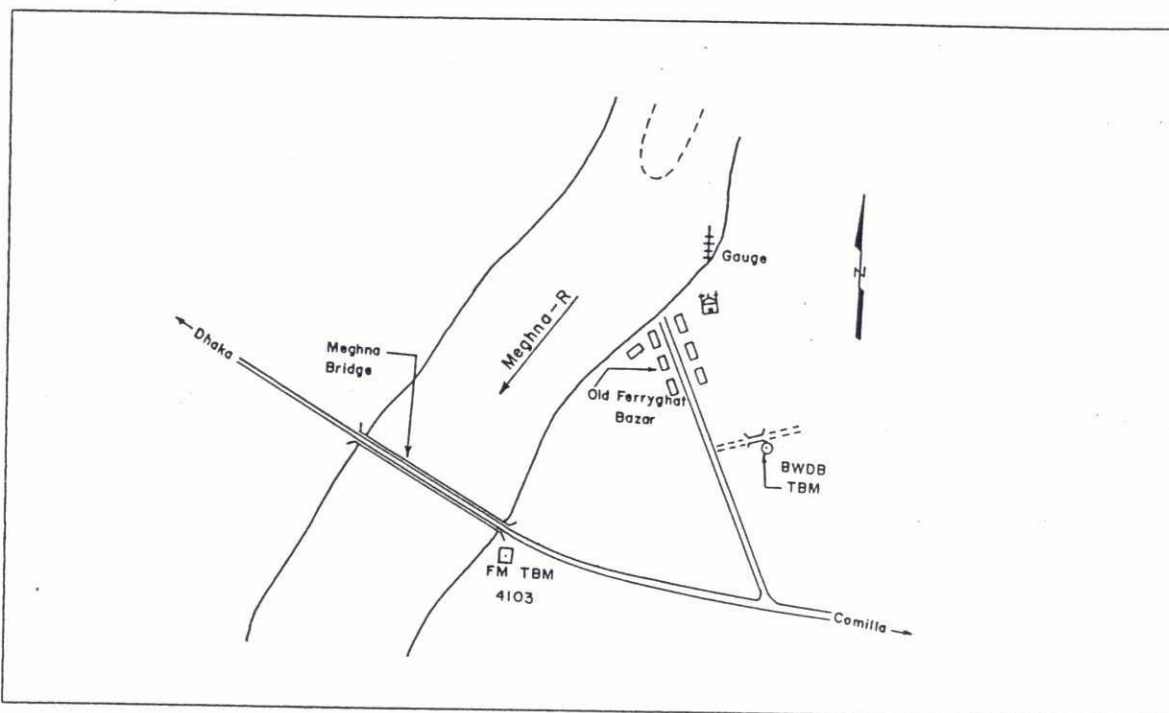 Gauge
N
Meghna-R
Dhaka
Meghna
Bridge
Old Ferryghat
Bazar
BWDB
TBM
FM TBM
4103
Comilla